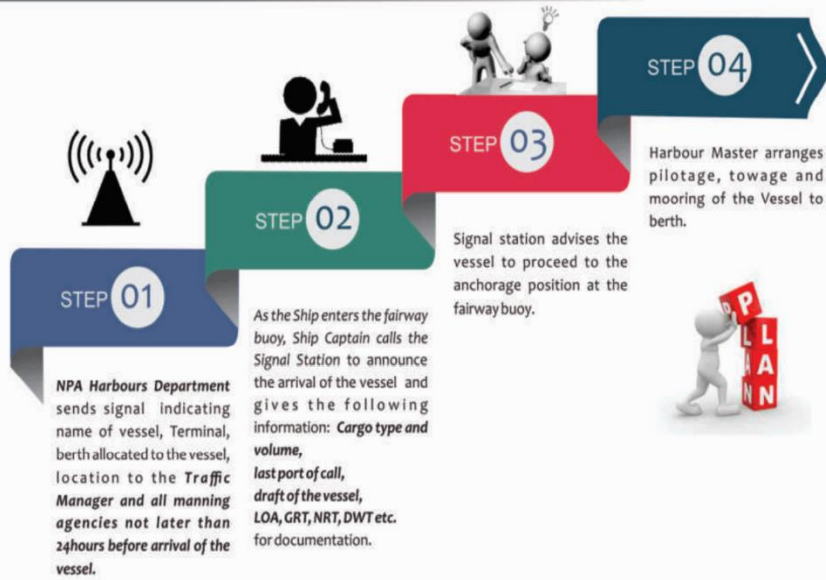 STEP 01
NPA Harbours Department
sends signal indicating
name of vessel, Terminal,
berth allocated to the vessel,
location to the Traffic
Manager and all manning
agencies not later than
24hours before arrival of the
vessel.
STEP 02
As the Ship enters the fairway
buoy, Ship Captain calls the
Signal Station to announce
the arrival of the vessel and
gives the following
information: Cargo type and
volume,
last port of call,
draft of the vessel,
LOA, GRT, NRT, DWT etc.
for documentation.
STEP 03
Signal station advises the
vessel to proceed to the
anchorage position at the
fairway buoy.
STEP 04
Harbour Master arranges
pilotage, towage and
mooring of the Vessel to
berth.
P
P L
L A
A N
N